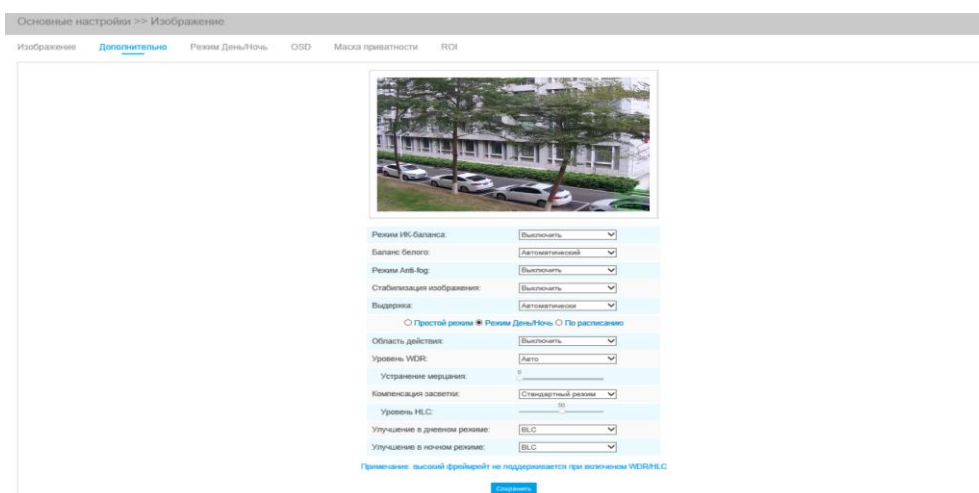 Основные настройки >> Изображение
Изображение Дополнительно Режим День/Ночь OSD Маска приватности ROI
Режим ИК-баланса: Выключить
Баланс белого: Автоматический
Режим Anti-fog: Выключить
Стабилизация изображения: Выключить
Выдержка: Автоматически
Простой режим Режим День/Ночь По расписанию
Область действия: Выключить
Уровень WDR: Авто
Устранение мерцания: 0
Компенсация засветки: Стандартный режим
Уровень HLC: 50
Улучшение в дневном режиме: BLC
Улучшение в ночном режиме: BLC
Примечание: высокий фреймрейт не поддерживается при включеном WDR/HLC
Сохранить